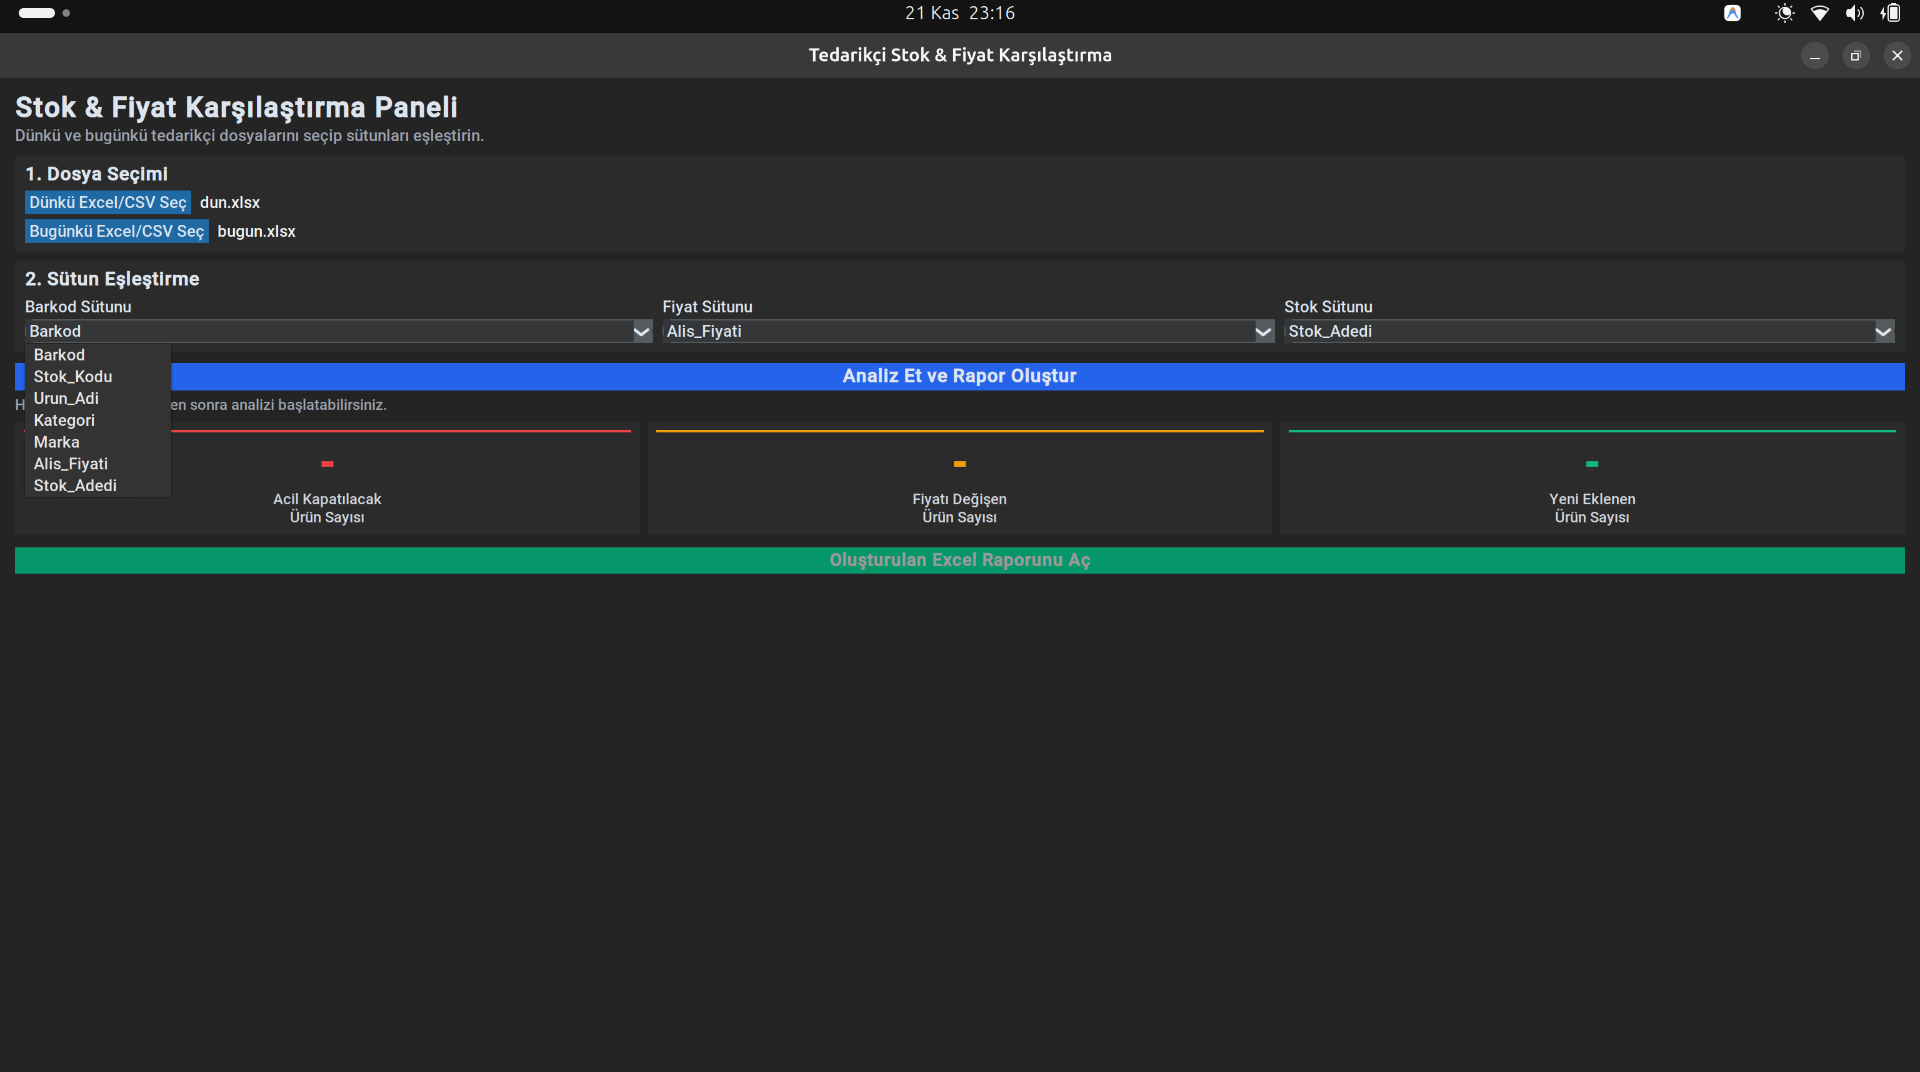 21 Kas 23:16
Tedarikçi Stok & Fiyat Karşılaştırma
Stok & Fiyat Karşılaştırma Paneli
Dünkü ve bugünkü tedarikçi dosyalarını seçip sütunları eşleştirin.
1. Dosya Seçimi
Dünkü Excel/CSV Seç dun.xlsx
Bugünkü Excel/CSV Seç bugun.xlsx
2. Sütun Eşleştirme
Barkod Sütunu Fiyat Sütunu Stok Sütunu
Barkod Alis_Fiyati Stok_Adedi
Barkod
Stok_Kodu
Urun_Adi
Kategori
Marka
Alis_Fiyati
Stok_Adedi
Analiz Et ve Rapor Oluştur
sonra analizi başlatabilirsiniz.
- - -
Acil Kapatılacak
Ürün Sayısı
Fiyatı Değişen
Ürün Sayısı
Yeni Eklenen
Ürün Sayısı
Oluşturulan Excel Raporunu Aç